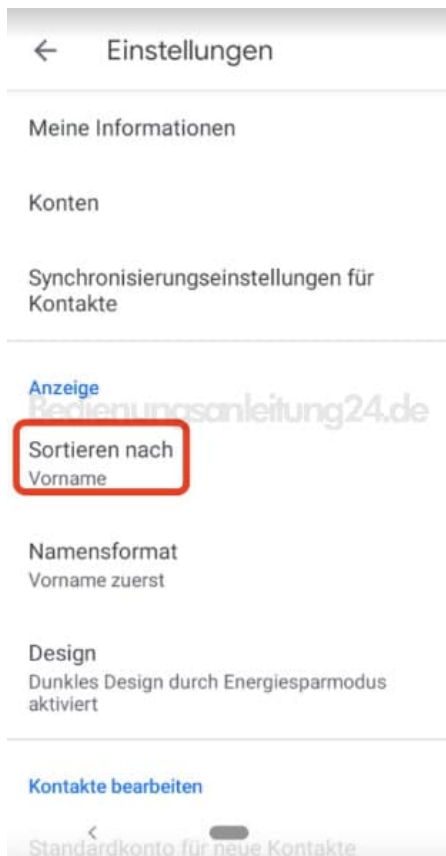 Einstellungen
Meine Informationen
Konten
Synchronisierungseinstellungen für
Kontakte
Anzeige
Bedienungsanleitung24.de
Sortieren nach
Vorname
Namensformat
Vorname zuerst
Design
Dunkles Design durch Energiesparmodus
aktiviert
Kontakte bearbeiten
Standardkonto für neue Kontakte